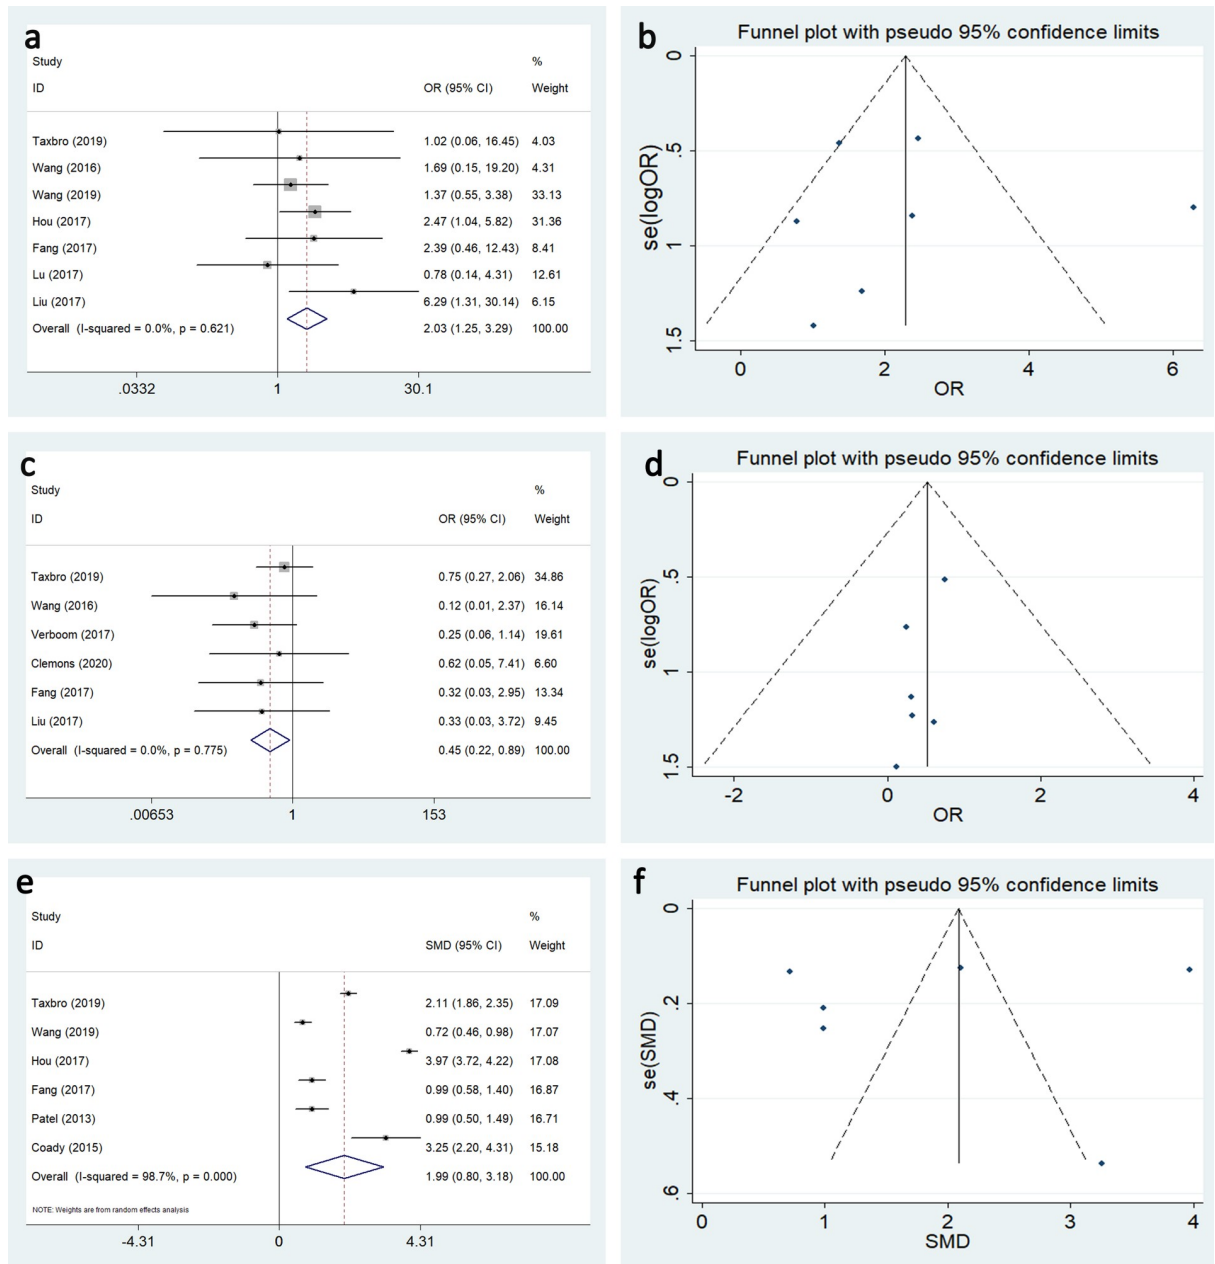 a
Study %
ID OR (95% CI) Weight
Taxbro (2019) 1.02 (0.06, 16.45) 4.03
Wang (2016) 1.69 (0.15, 19.20) 4.31
Wang (2019) 1.37 (0.55, 3.38) 33.13
Hou (2017) 2.47 (1.04, 5.82) 31.36
Fang (2017) 2.39 (0.46, 12.43) 8.41
Lu (2017) 0.78 (0.14, 4.31) 12.61
Liu (2017) 6.29 (1.31, 30.14) 6.15
Overall (I-squared = 0.0%, p = 0.621) 2.03 (1.25, 3.29) 100.00
.0332 1 30.1
b
Funnel plot with pseudo 95% confidence limits
se(logOR)
0
.5
1
1.5
0 2 4 6
OR
c
Study %
ID OR (95% CI) Weight
Taxbro (2019) 0.75 (0.27, 2.06) 34.86
Wang (2016) 0.12 (0.01, 2.37) 16.14
Verboom (2017) 0.25 (0.06, 1.14) 19.61
Clemons (2020) 0.62 (0.05, 7.41) 6.60
Fang (2017) 0.32 (0.03, 2.95) 13.34
Liu (2017) 0.33 (0.03, 3.72) 9.45
Overall (I-squared = 0.0%, p = 0.775) 0.45 (0.22, 0.89) 100.00
.00653 1 153
d
Funnel plot with pseudo 95% confidence limits
se(logOR)
0
.5
1
1.5
-2 0 2 4
OR
e
Study %
ID SMD (95% CI) Weight
Taxbro (2019) 2.11 (1.86, 2.35) 17.09
Wang (2019) 0.72 (0.46, 0.98) 17.07
Hou (2017) 3.97 (3.72, 4.22) 17.08
Fang (2017) 0.99 (0.58, 1.40) 16.87
Patel (2013) 0.99 (0.50, 1.49) 16.71
Coady (2015) 3.25 (2.20, 4.31) 15.18
Overall (I-squared = 98.7%, p = 0.000) 1.99 (0.80, 3.18) 100.00
NOTE: Weights are from random effects analysis
-4.31 0 4.31
f
Funnel plot with pseudo 95% confidence limits
se(SMD)
0
.2
.4
.6
0 1 2 3 4
SMD